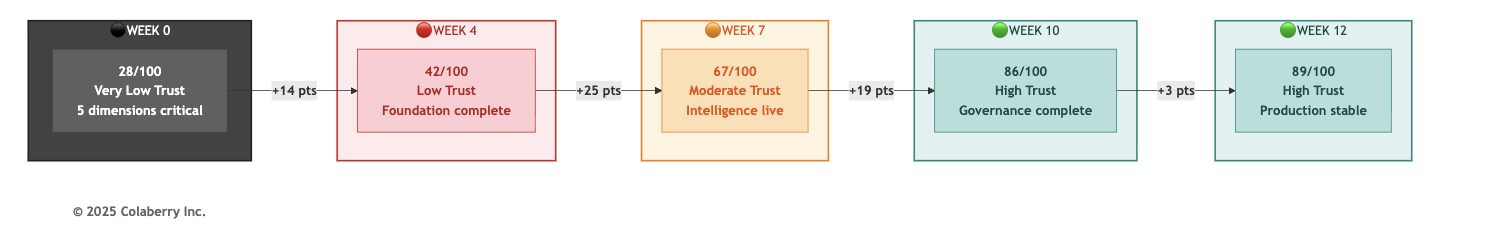 WEEK 0
28/100
Very Low Trust
5 dimensions critical
+14 pts
WEEK 4
42/100
Low Trust
Foundation complete
+25 pts
WEEK 7
67/100
Moderate Trust
Intelligence live
+19 pts
WEEK 10
86/100
High Trust
Governance complete
+3 pts
WEEK 12
89/100
High Trust
Production stable
© 2025 Colaberry Inc.